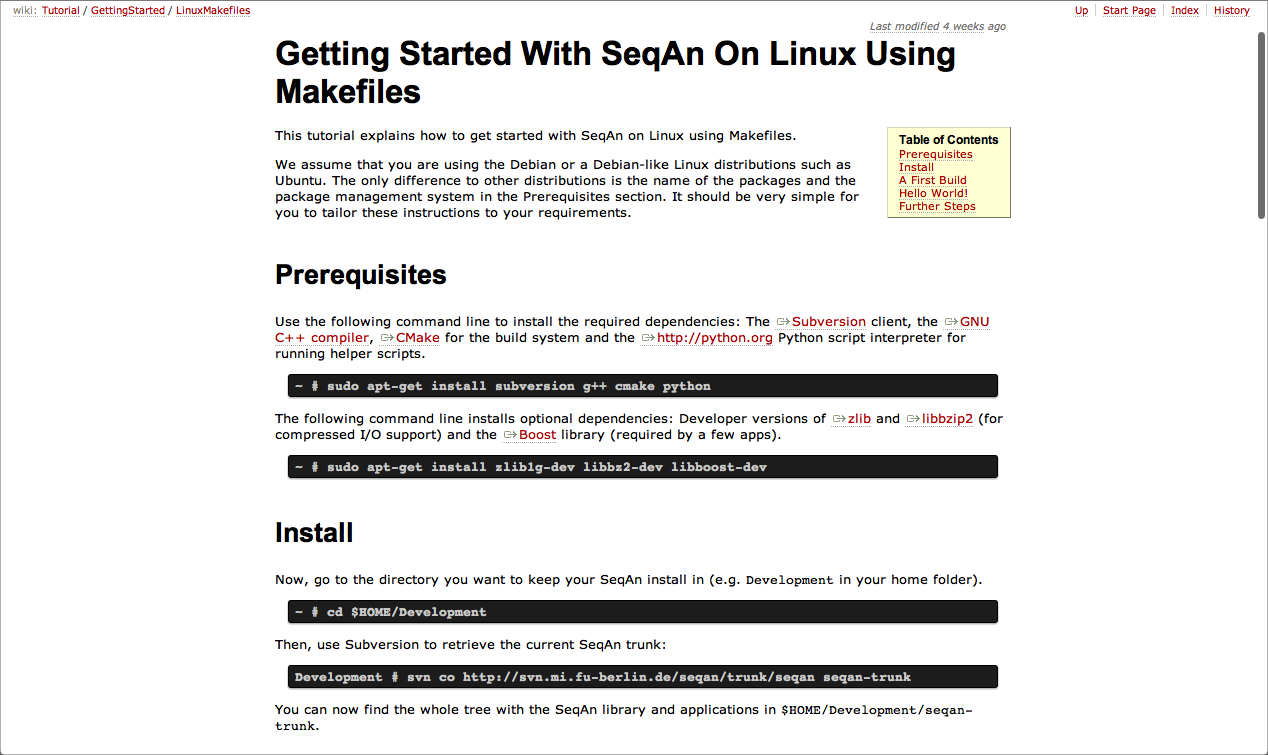 wiki: Tutorial / GettingStarted / LinuxMakefiles
Up Start Page Index History
Last modified 4 weeks ago
Getting Started With SeqAn On Linux Using
Makefiles
This tutorial explains how to get started with SeqAn on Linux using Makefiles.
We assume that you are using the Debian or a Debian-like Linux distributions such as
Ubuntu. The only difference to other distributions is the name of the packages and the
package management system in the Prerequisites section. It should be very simple for
you to tailor these instructions to your requirements.
Table of Contents
Prerequisites
Install
A First Build
Hello World!
Further Steps
Prerequisites
Use the following command line to install the required dependencies: The Subversion client, the GNU
C++ compiler, CMake for the build system and the http://python.org Python script interpreter for
running helper scripts.
~ # sudo apt-get install subversion g++ cmake python
The following command line installs optional dependencies: Developer versions of zlib and libbzip2 (for
compressed I/O support) and the Boost library (required by a few apps).
~ # sudo apt-get install zlib1g-dev libbz2-dev libboost-dev
Install
Now, go to the directory you want to keep your SeqAn install in (e.g. Development in your home folder).
~ # cd $HOME/Development
Then, use Subversion to retrieve the current SeqAn trunk:
Development # svn co http://svn.mi.fu-berlin.de/seqan/trunk/seqan seqan-trunk
You can now find the whole tree with the SeqAn library and applications in $HOME/Development/seqan-
trunk.